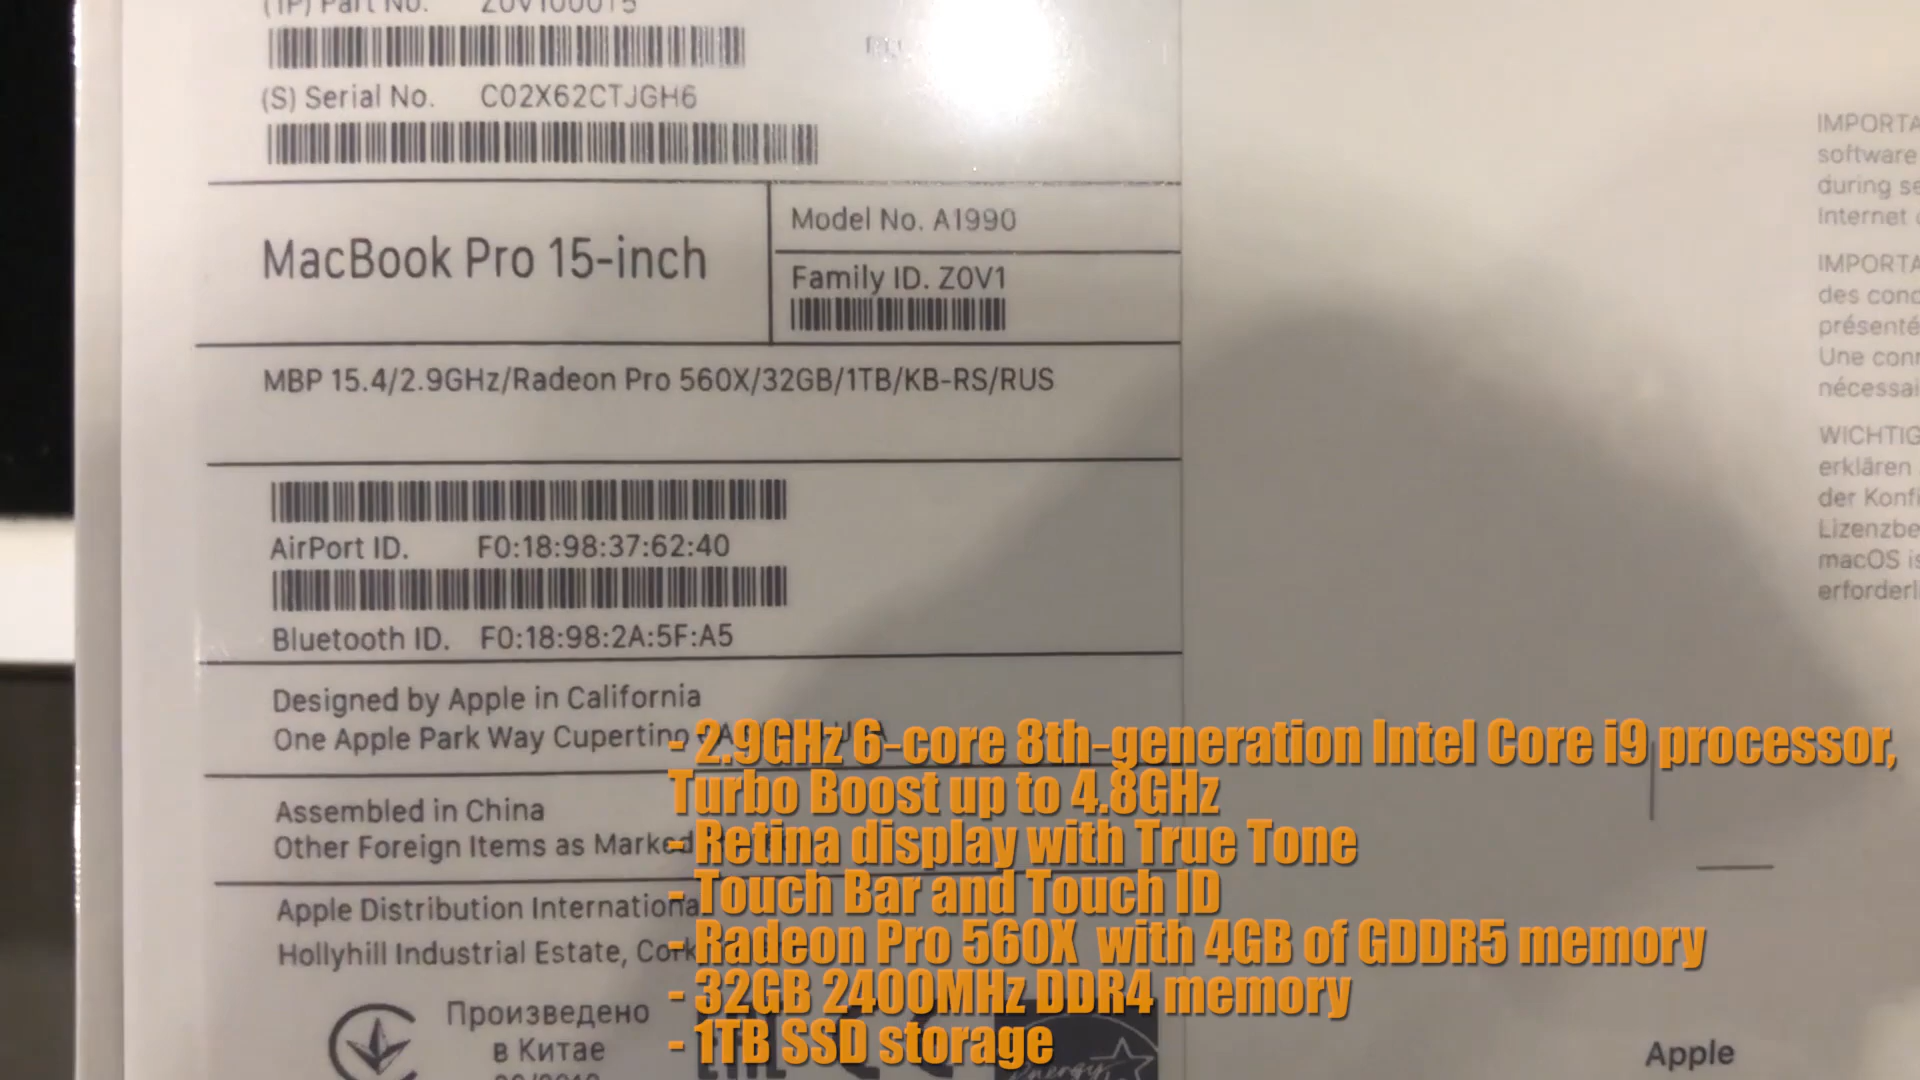 (1P) Part No. Z0V1000T5
(S) Serial No. C02X62CTJGH6
MacBook Pro 15-inch
Model No. A1990
Family ID. Z0V1
MBP 15.4/2.9GHz/Radeon Pro 560X/32GB/1TB/KB-RS/RUS
AirPort ID. F0:18:98:37:62:40
Bluetooth ID. F0:18:98:2A:5F:A5
Designed by Apple in California
One Apple Park Way Cupertino
Assembled in China
Other Foreign Items as Marked
Apple Distribution International
Hollyhill Industrial Estate, Cork
Произведено
в Китае
- 2.9GHz 6-core 8th-generation Intel Core i9 processor,
Turbo Boost up to 4.8GHz
- Retina display with True Tone
- Touch Bar and Touch ID
- Radeon Pro 560X with 4GB of GDDR5 memory
- 32GB 2400MHz DDR4 memory
- 1TB SSD storage
IMPORTA
software
during se
Internet
IMPORTA
des cond
présenté
Une conn
nécessai
WICHTIG
erklären
der Konfi
Lizenzbe
macOS is
erforderl
Apple